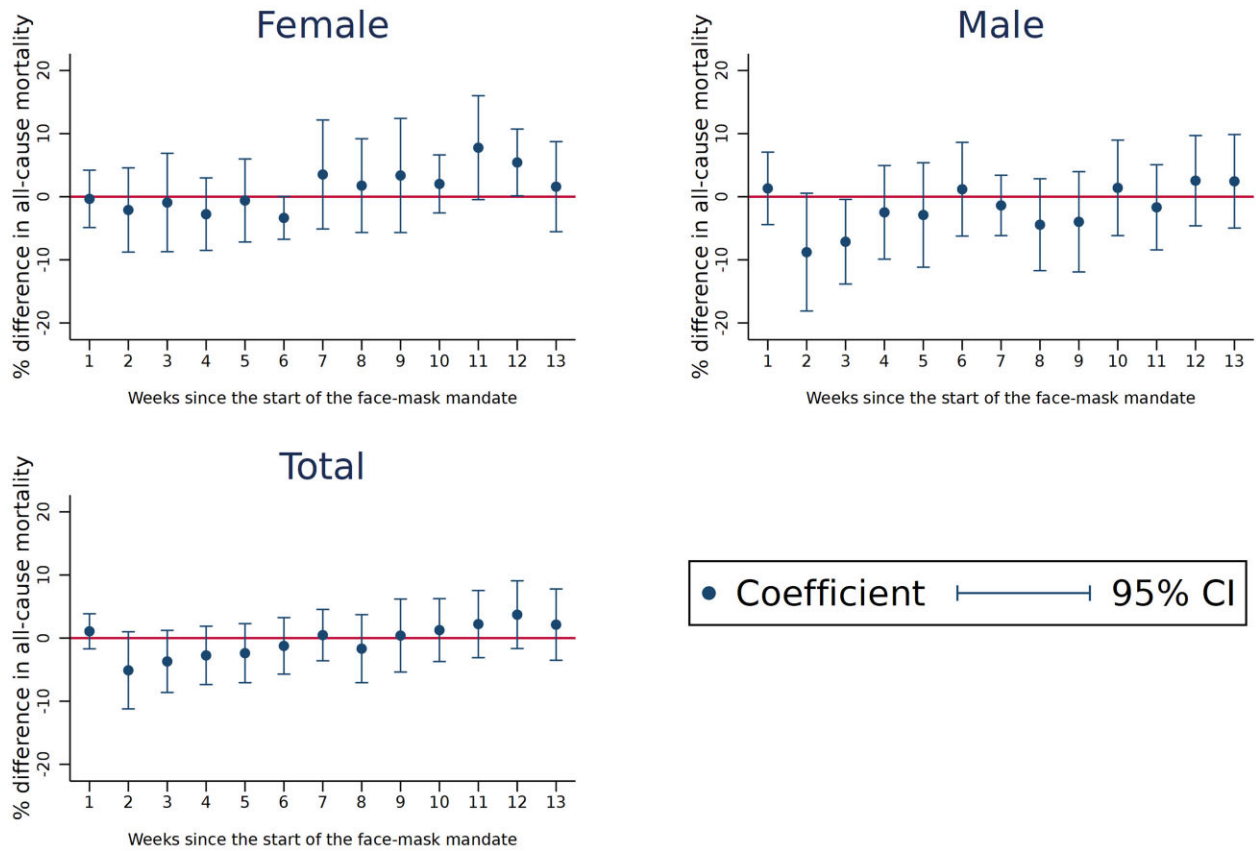 Female
% difference in all-cause mortality
20
10
0
-10
-20
1 2 3 4 5 6 7 8 9 10 11 12 13
Weeks since the start of the face-mask mandate
Male
% difference in all-cause mortality
20
10
0
-10
-20
1 2 3 4 5 6 7 8 9 10 11 12 13
Weeks since the start of the face-mask mandate
Total
% difference in all-cause mortality
20
10
0
-10
-20
1 2 3 4 5 6 7 8 9 10 11 12 13
Weeks since the start of the face-mask mandate
Coefficient 95% CI